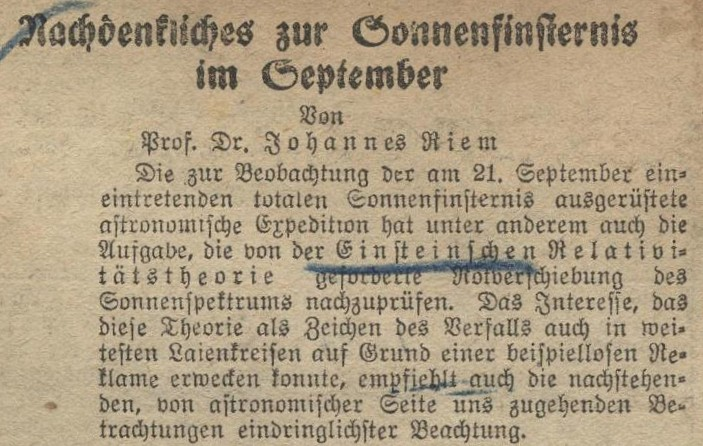 Nachdenkliches zur Sonnenfinsternis
im September
Von
Prof. Dr. Johannes Riem
Die zur Beobachtung der am 21. September ein-
eintretenden totalen Sonnenfinsternis ausgerüstete
astronomische Expedition hat unter anderem auch die
Aufgabe, die von der Einsteinschen Relativi-
tätstheorie geforderte Rotverschiebung des
Sonnenspektrums nachzuprüfen. Das Interesse, das
diese Theorie als Zeichen des Verfalls auch in wei-
testen Laienkreisen auf Grund einer beispiellosen Re-
klame erwecken konnte, empfiehlt auch die nachstehen-
den, von astronomischer Seite uns zugehenden Be-
trachtungen eindringlichster Beachtung.